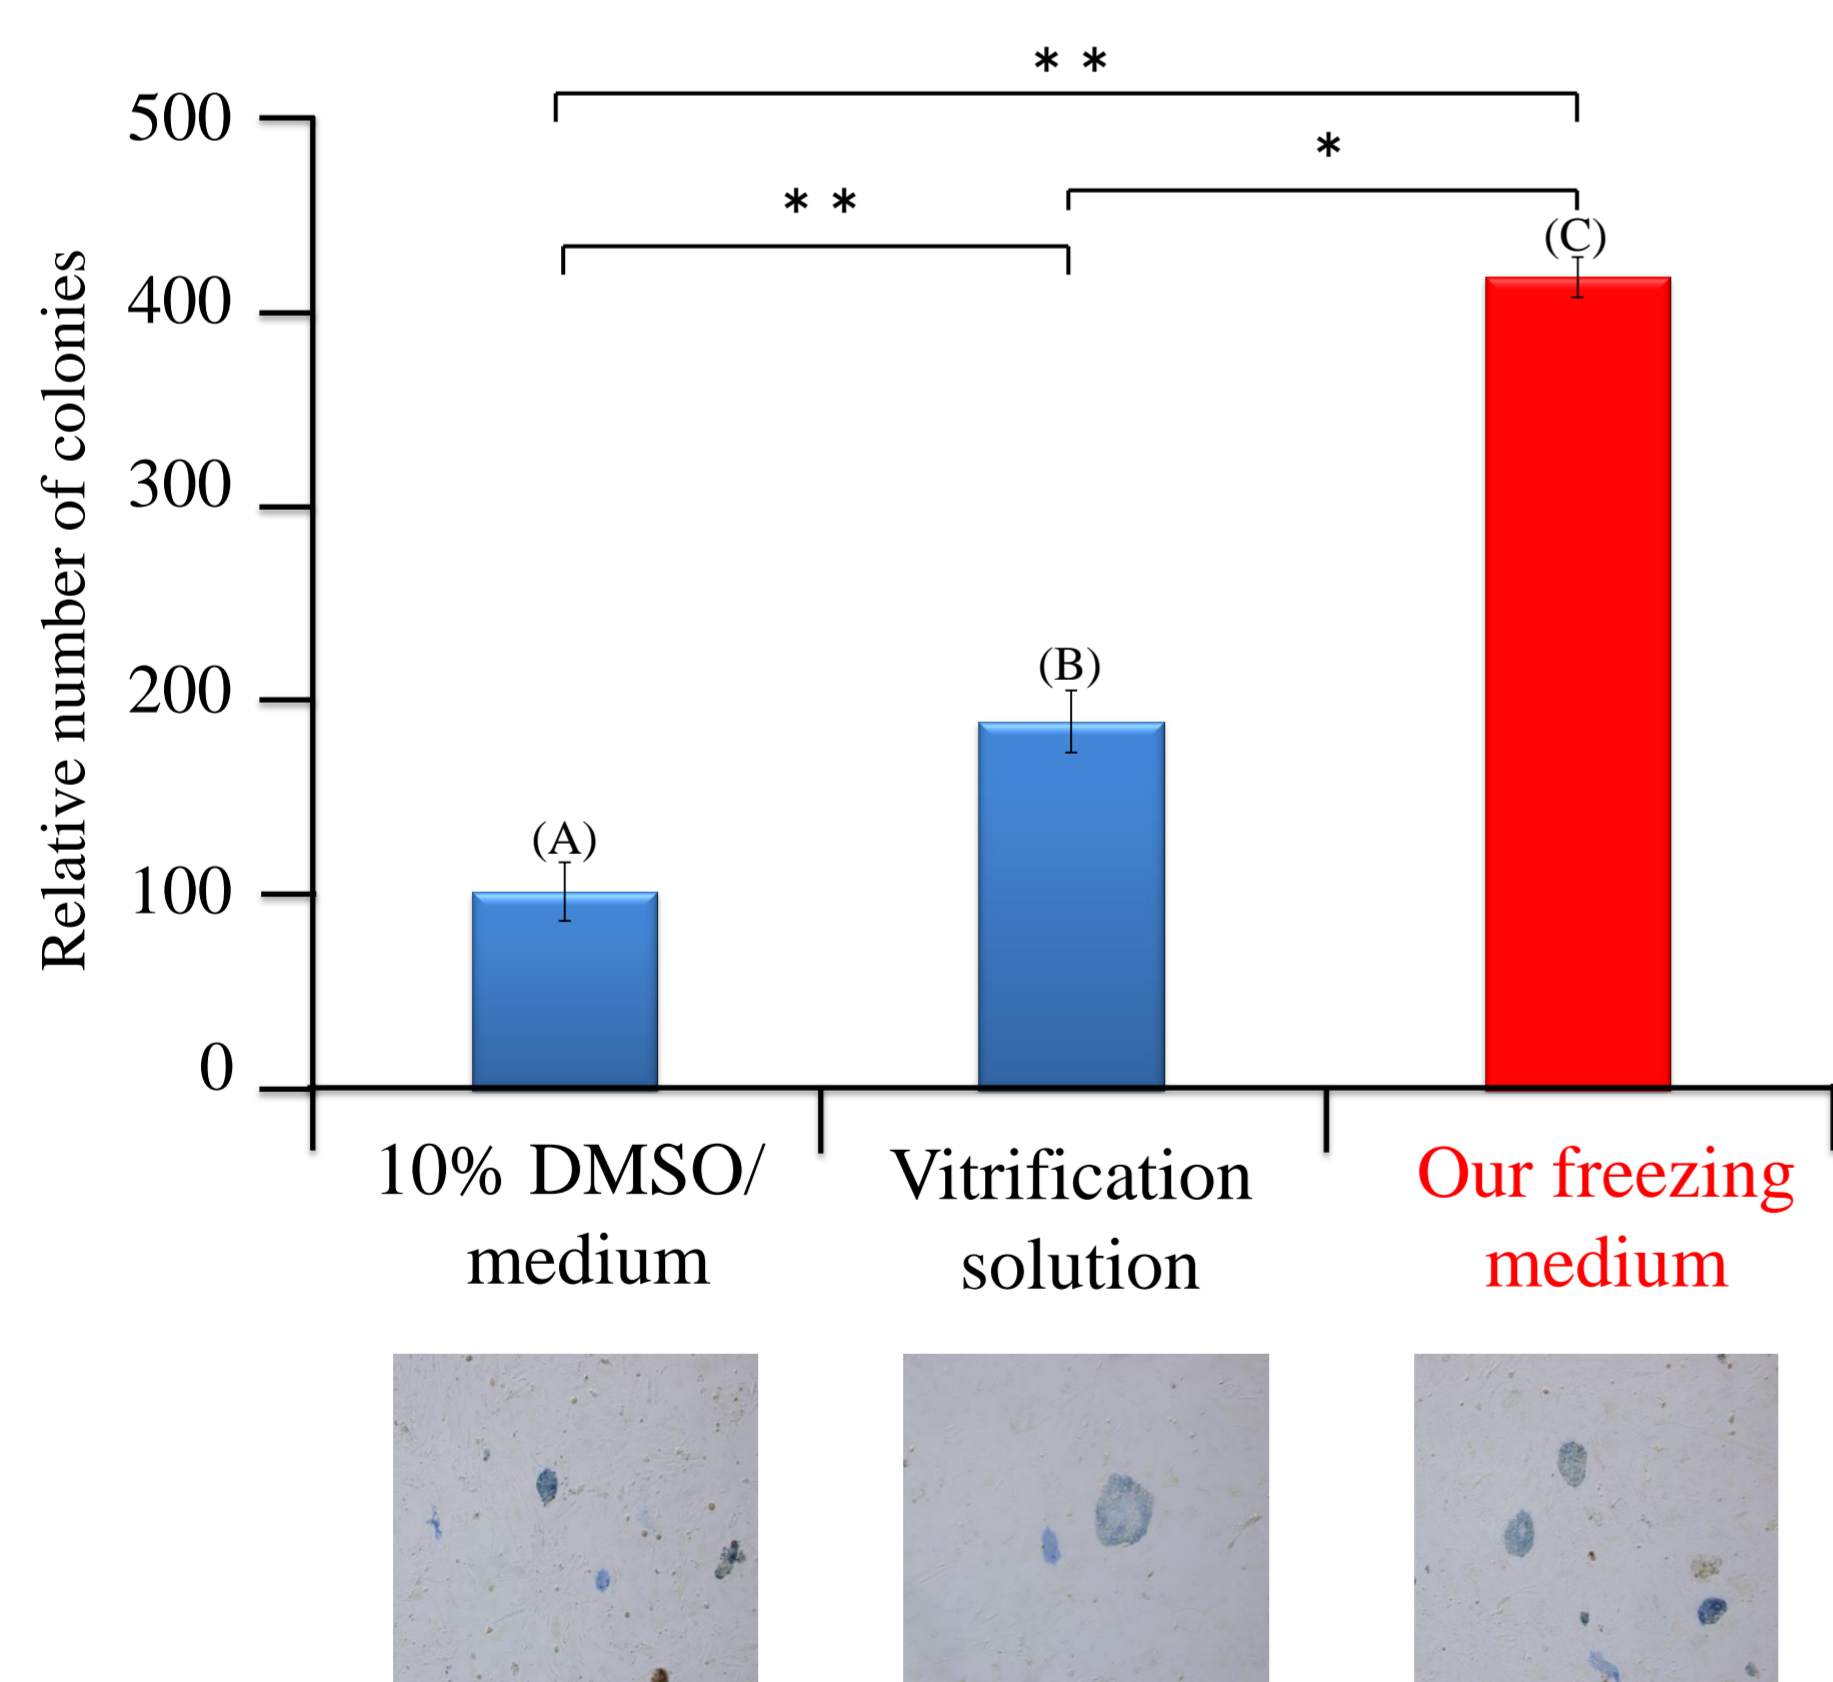 * *
*
* *
500
400
300
200
100
0
Relative number of colonies
(A)
(B)
(C)
10% DMSO/
medium
Vitrification
solution
Our freezing
medium